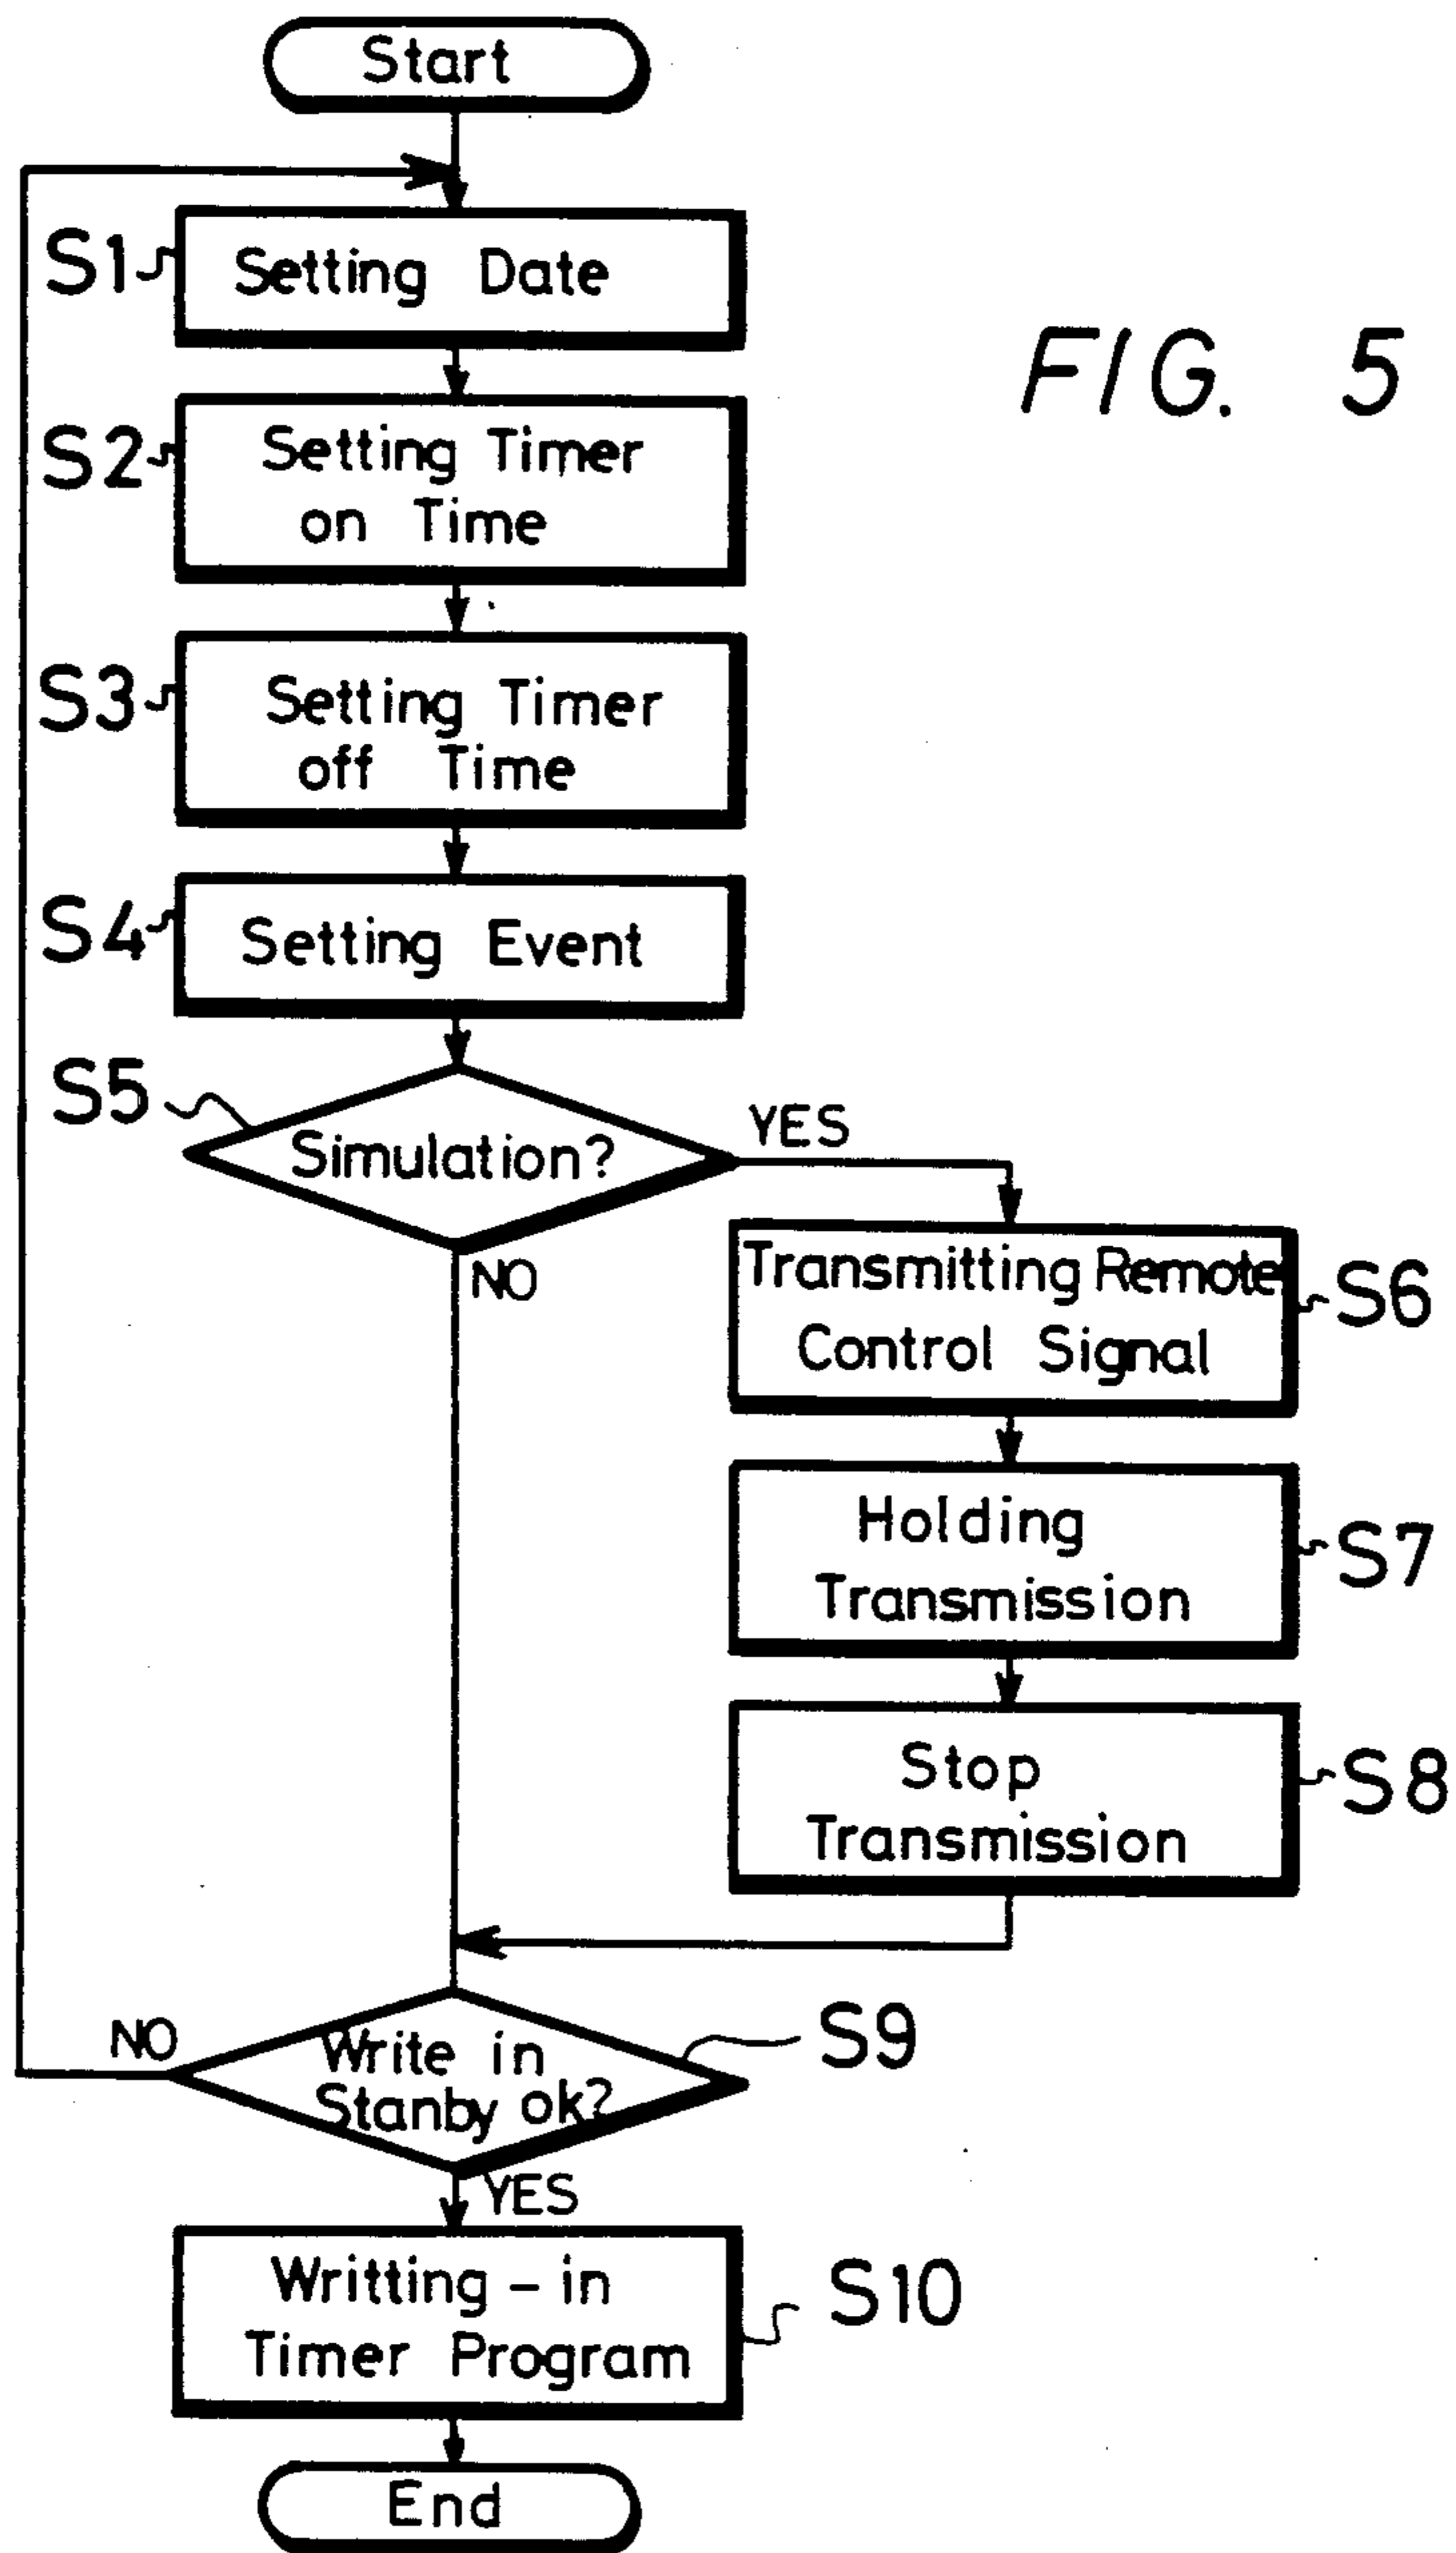 Start
S1
Setting Date
FIG. 5
S2
Setting Timer
on Time
S3
Setting Timer
off Time
S4
Setting Event
S5
Simulation?
YES
NO
Transmitting Remote
Control Signal
S6
Holding
Transmission
S7
Stop
Transmission
S8
NO
Write in
Stanby ok?
S9
YES
Writting - in
Timer Program
S10
End